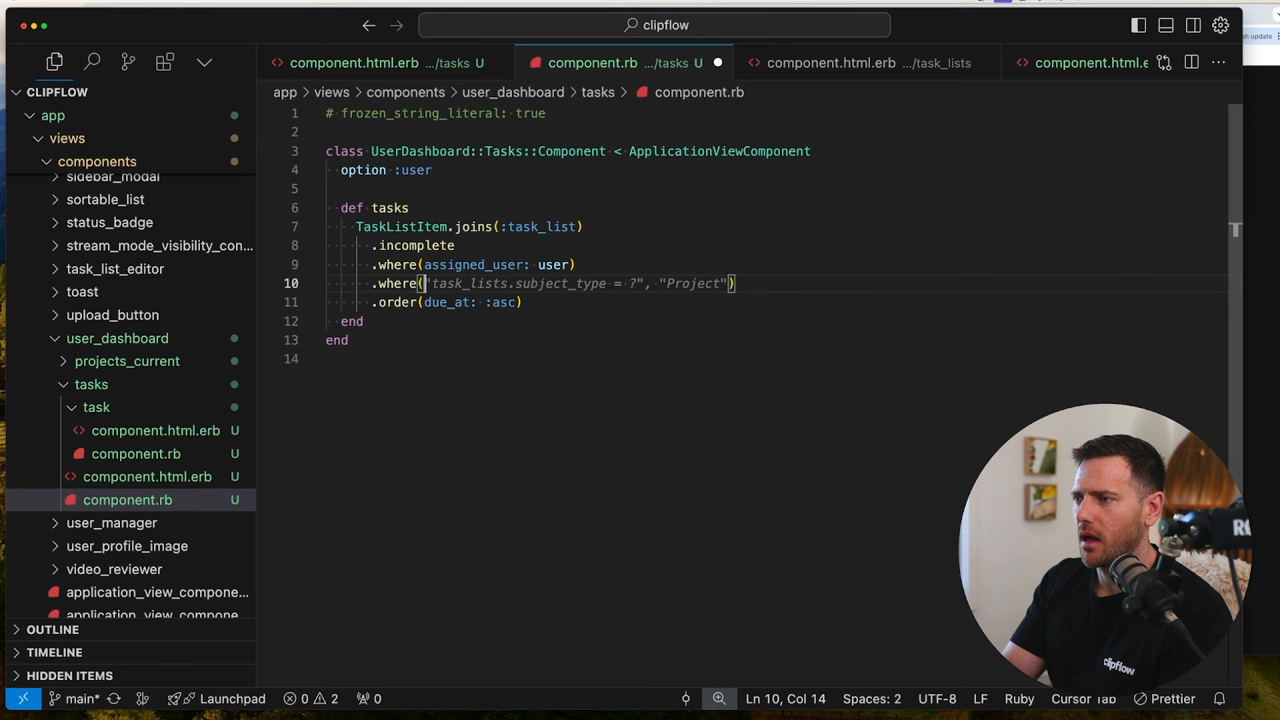 clipflow
sh update
component.html.erb .../tasks U
component.rb .../tasks U
component.html.erb .../task_lists
component.html.e
CLIPFLOW
app > views > components > user_dashboard > tasks > component.rb
app
views
components
sidebar_modal
sortable_list
status_badge
stream_mode_visibility_con...
task_list_editor
toast
upload_button
user_dashboard
projects_current
tasks
task
component.html.erb U
component.rb U
component.html.erb U
component.rb U
user_manager
user_profile_image
video_reviewer
application_view_compone...
application_view_component
OUTLINE
TIMELINE
HIDDEN ITEMS
1 # frozen_string_literal: true
2
3 class UserDashboard::Tasks::Component < ApplicationViewComponent
4 option :user
5
6 def tasks
7 TaskListItem.joins(:task_list)
8 .incomplete
9 .where(assigned_user: user)
10 .where("task_lists.subject_type = ?", "Project")
11 .order(due_at: :asc)
12 end
13 end
14
RO
clipflow
main* Launchpad 0 2 0 Ln 10, Col 14 Spaces: 2 UTF-8 LF Ruby Cursor Tab Prettier